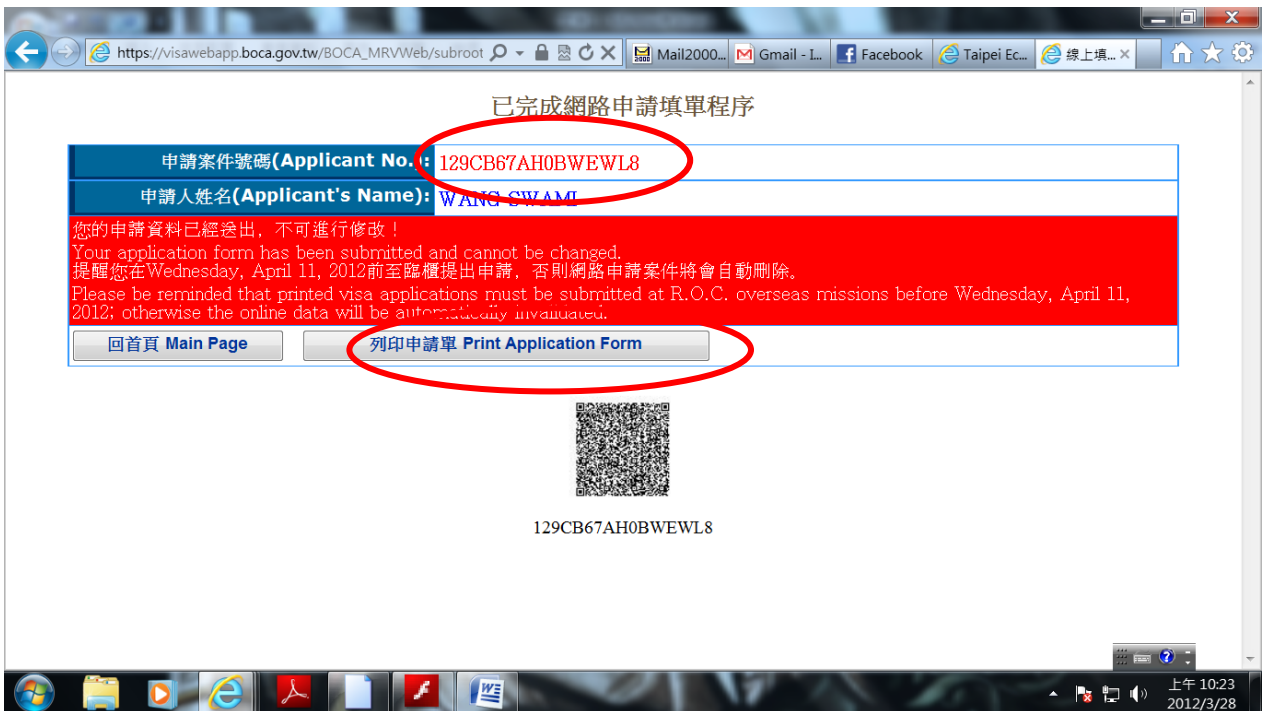 https://visawebapp.boca.gov.tw/BOCA_MRVWeb/subroot
Mail2000...
Gmail - I...
Facebook
Taipei Ec...
線上填...
已完成網路申請填單程序
申請案件號碼(Applicant No.): 129CB67AH0BWEWL8
申請人姓名(Applicant's Name): WANG SWAMI
您的申請資料已經送出，不可進行修改！
Your application form has been submitted and cannot be changed.
提醒您在Wednesday, April 11, 2012前至臨櫃提出申請，否則網路申請案件將會自動刪除。
Please be reminded that printed visa applications must be submitted at R.O.C. overseas missions before Wednesday, April 11,
2012; otherwise the online data will be automatically invalidated.
回首頁 Main Page
列印申請單 Print Application Form
129CB67AH0BWEWL8
上午 10:23
2012/3/28